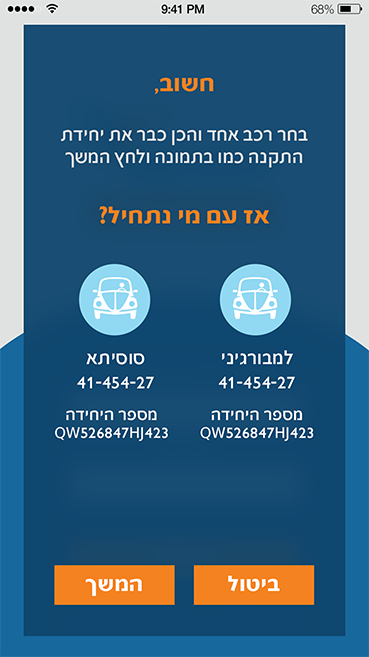 9:41 PM
68%
חשוב,
בחר רכב אחד והכן כבר את יחידת
התקנה כמו בתמונה ולחץ המשך
אז עם מי נתחיל?
למבורגיני
41-454-27
מספר היחידה
QW526847HJ423
סוסיתא
41-454-27
מספר היחידה
QW526847HJ423
ביטול
המשך